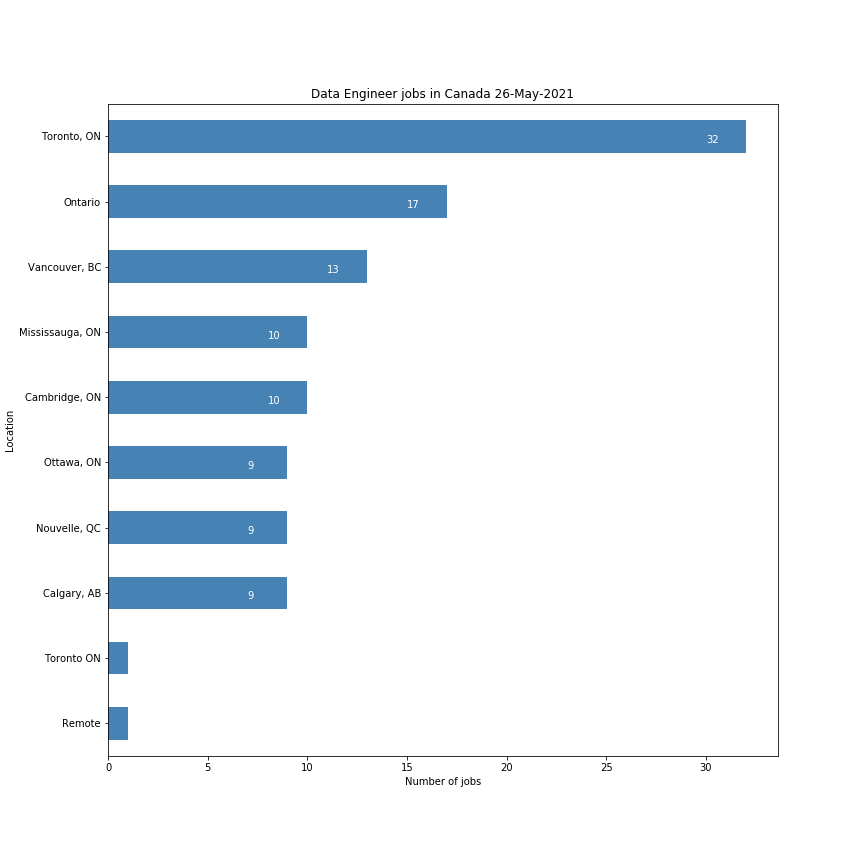 Data Engineer jobs in Canada 26-May-2021
Toronto, ON
32
Ontario
17
Vancouver, BC
13
Mississauga, ON
10
Cambridge, ON
10
Location
Ottawa, ON
9
Nouvelle, QC
9
Calgary, AB
9
Toronto ON
Remote
0 5 10 15 20 25 30
Number of jobs